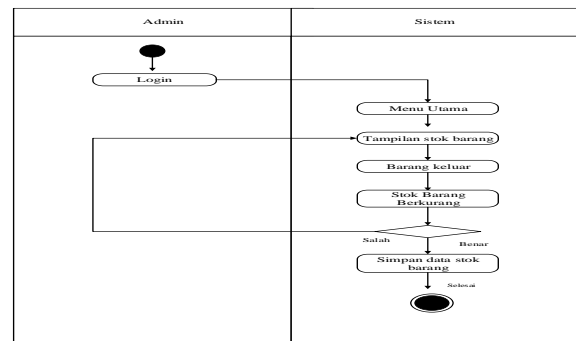 Admin
Sistem
Login
Menu Utama
Tampilan stok barang
Barang keluar
Stok Barang
Berkurang
Salah
Benar
Simpan data stok
barang
Selesai